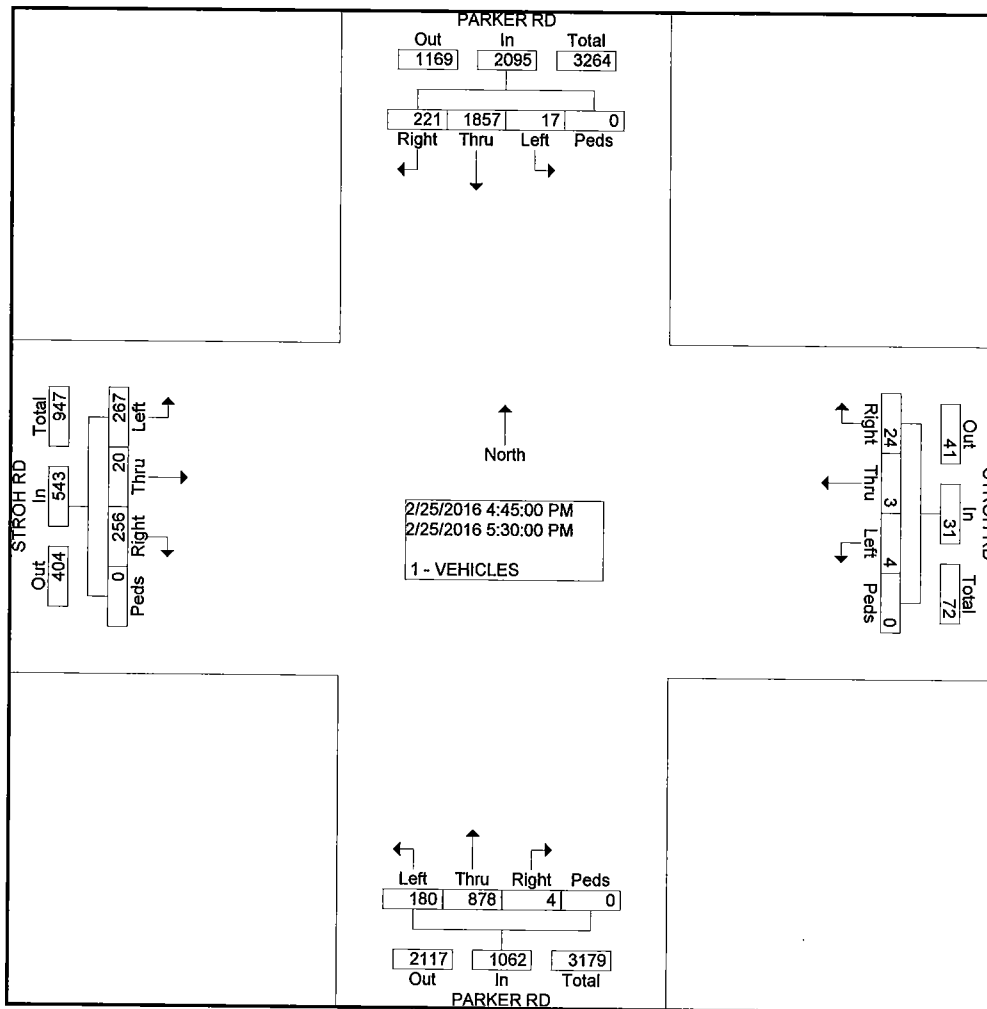 PARKER RD
Out In Total
1169 2095 3264
221 1857 17 0
Right Thru Left Peds
STROH RD
Total In Out
947 543 404
267 20 256 0
Left Thru Right Peds
North
2/25/2016 4:45:00 PM
2/25/2016 5:30:00 PM
1 - VEHICLES
Right Thru Left Peds
24 3 4 0
Out In Total
41 31 72
Left Thru Right Peds
180 878 4 0
2117 1062 3179
Out In Total
PARKER RD